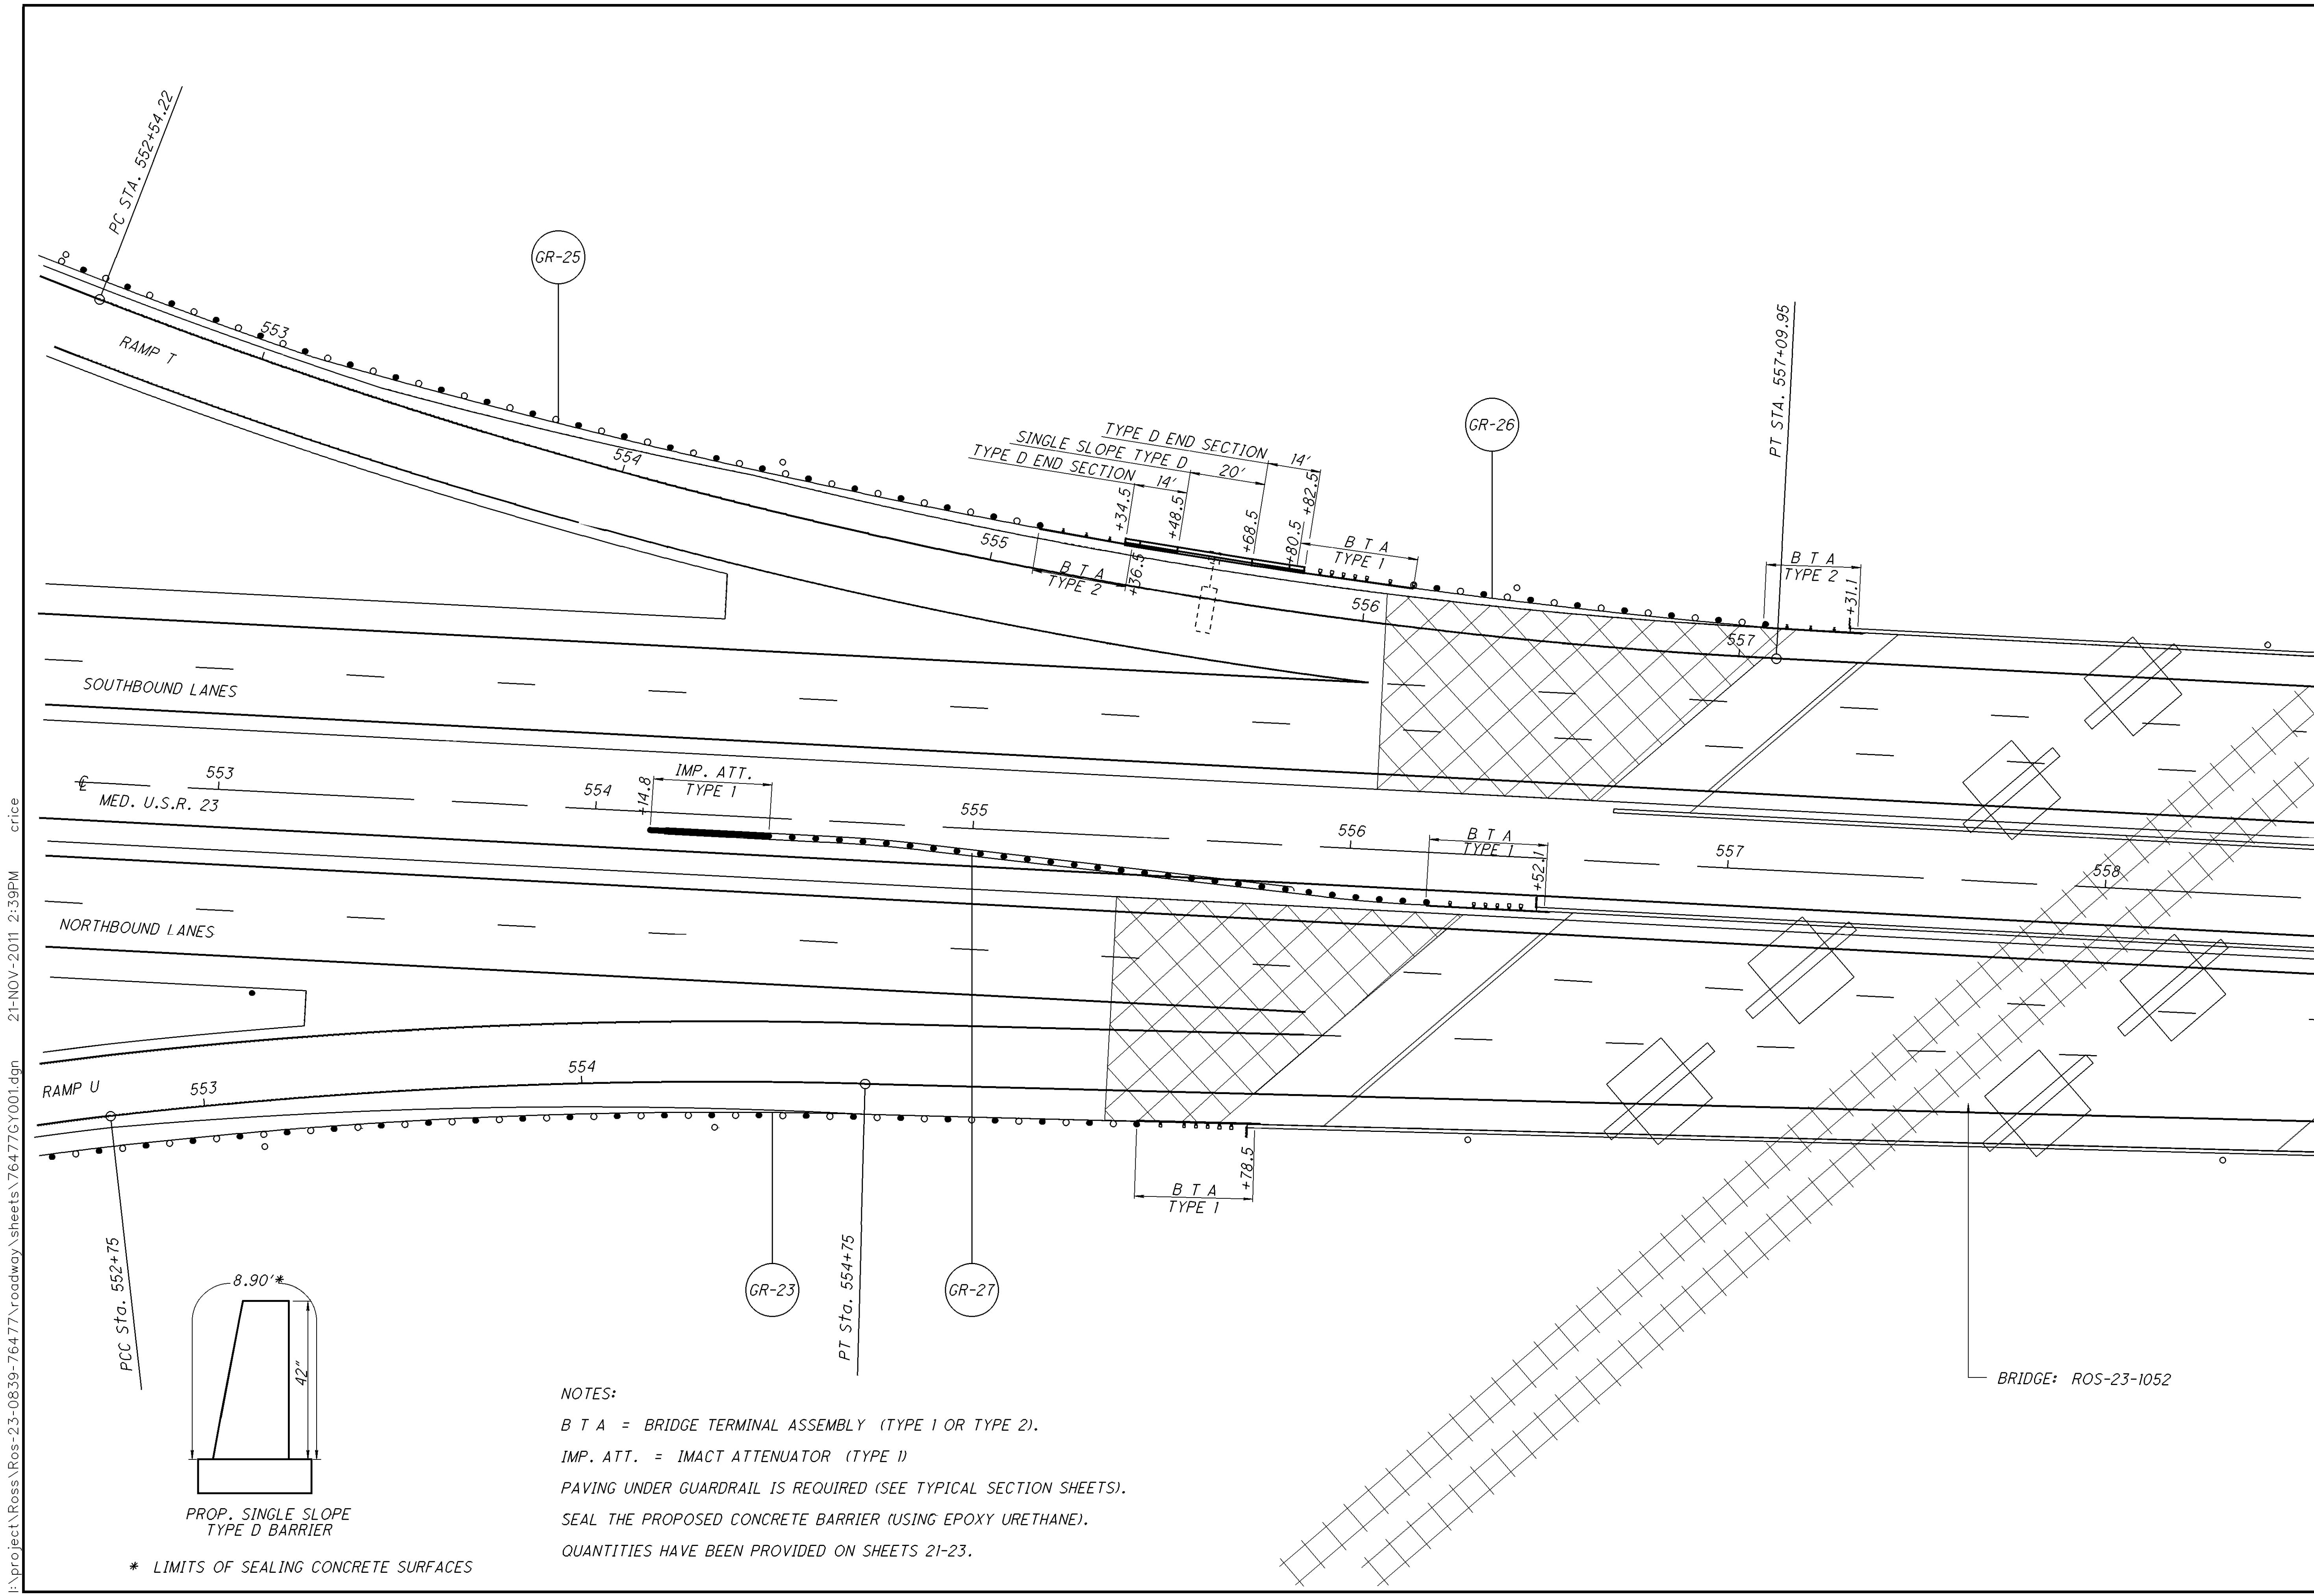 PC STA. 552+54.22
GR-25
553
RAMP T
554
TYPE D END SECTION
14'
SINGLE SLOPE TYPE D
20'
TYPE D END SECTION
14'
+34.5
+48.5
+68.5
+80.5
+82.5
555
B T A
TYPE 2
+36.5
B T A
TYPE 1
GR-26
556
PT STA. 557+09.95
B T A
TYPE 2
+31.1
557
SOUTHBOUND LANES
℄
MED. U.S.R. 23
553
554
+14.8
IMP. ATT.
TYPE 1
555
556
B T A
TYPE 1
+52.1
557
558
NORTHBOUND LANES
RAMP U
553
554
B T A
TYPE 1
+78.5
PCC Sta. 552+75
GR-23
PT Sta. 554+75
GR-27
8.90'*
42"
PROP. SINGLE SLOPE
TYPE D BARRIER
* LIMITS OF SEALING CONCRETE SURFACES
NOTES:
B T A = BRIDGE TERMINAL ASSEMBLY (TYPE 1 OR TYPE 2).
IMP. ATT. = IMACT ATTENUATOR (TYPE 1)
PAVING UNDER GUARDRAIL IS REQUIRED (SEE TYPICAL SECTION SHEETS).
SEAL THE PROPOSED CONCRETE BARRIER (USING EPOXY URETHANE).
QUANTITIES HAVE BEEN PROVIDED ON SHEETS 21-23.
BRIDGE: ROS-23-1052
I:\project\Ross\Ros-23-0839-76477\roadway\sheets\76477GY001.dgn 21-NOV-2011 2:39PM crice